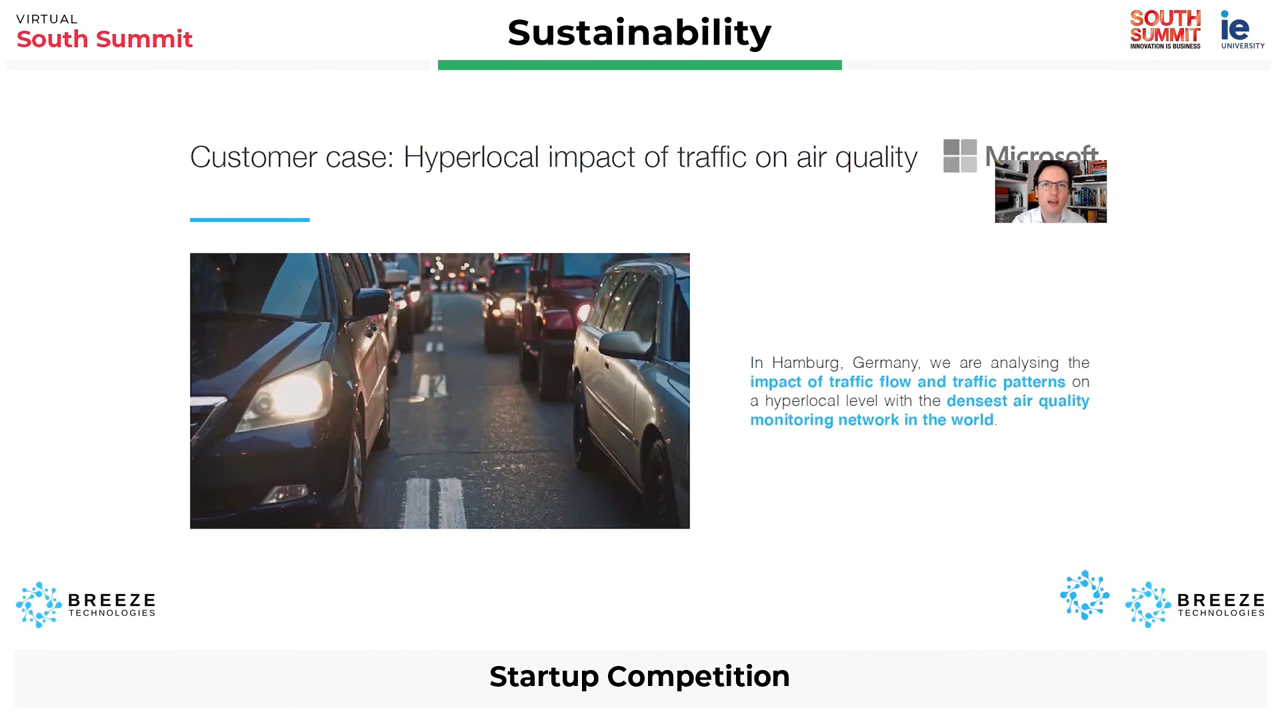 VIRTUAL
South Summit
Sustainability
SOUTH
SUMMIT
INNOVATION IS BUSINESS
ie
UNIVERSITY
Customer case: Hyperlocal impact of traffic on air quality
Microsoft
In Hamburg, Germany, we are analysing the
impact of traffic flow and traffic patterns on
a hyperlocal level with the densest air quality
monitoring network in the world.
BREEZE
TECHNOLOGIES
BREEZE
TECHNOLOGIES
Startup Competition